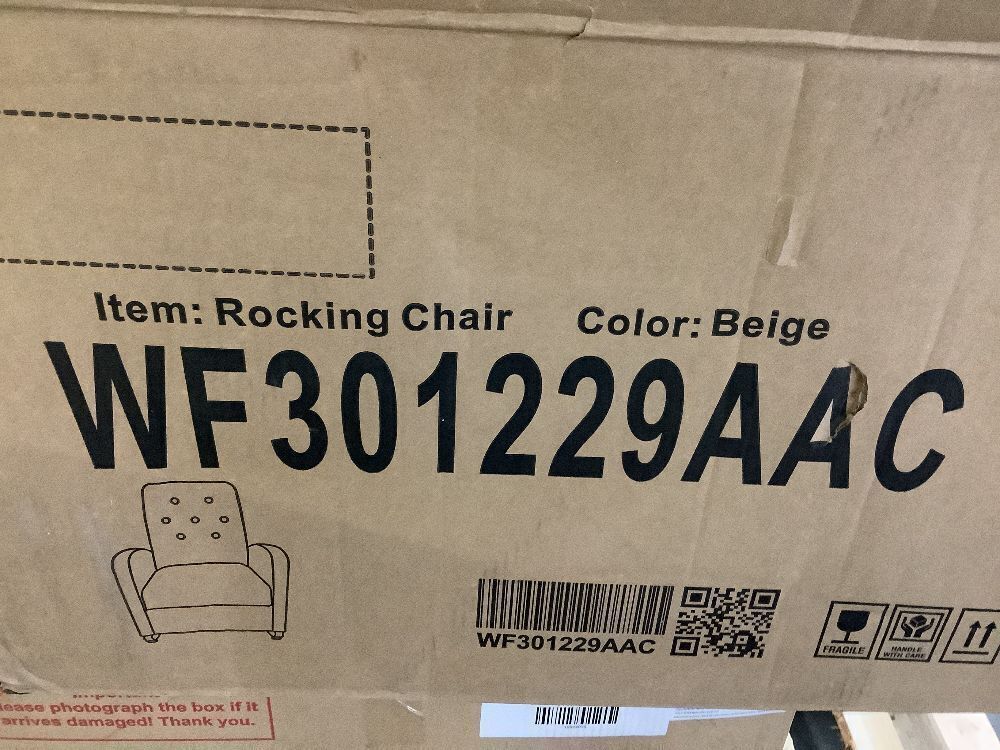 Item: Rocking Chair Color: Beige
WF301229AAC
WF301229AAC
FRAGILE
HANDLE
WITH CARE
lease photograph the box if it
arrives damaged! Thank you.